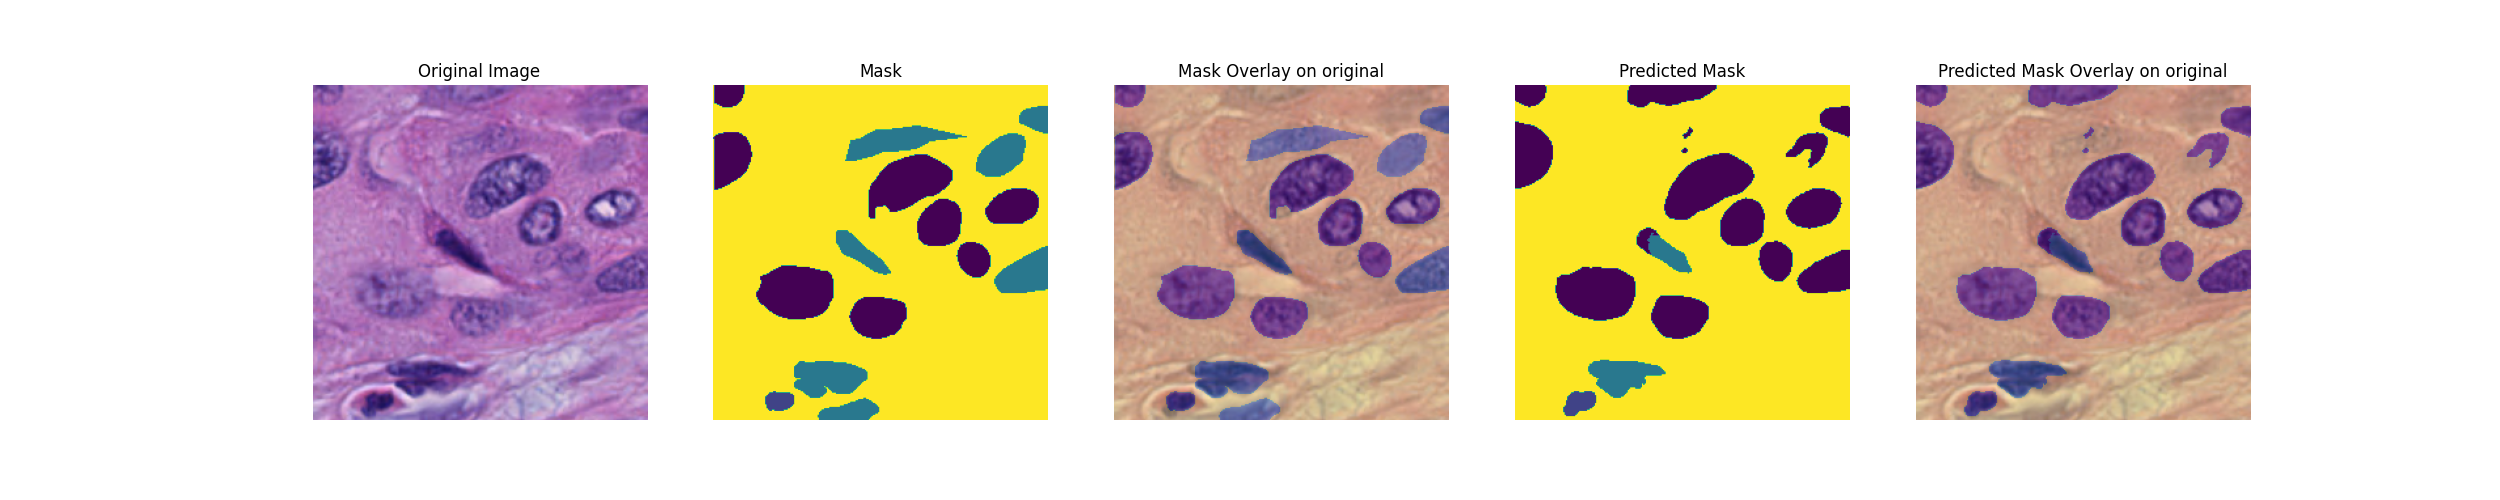 Original Image
Mask
Mask Overlay on original
Predicted Mask
Predicted Mask Overlay on original